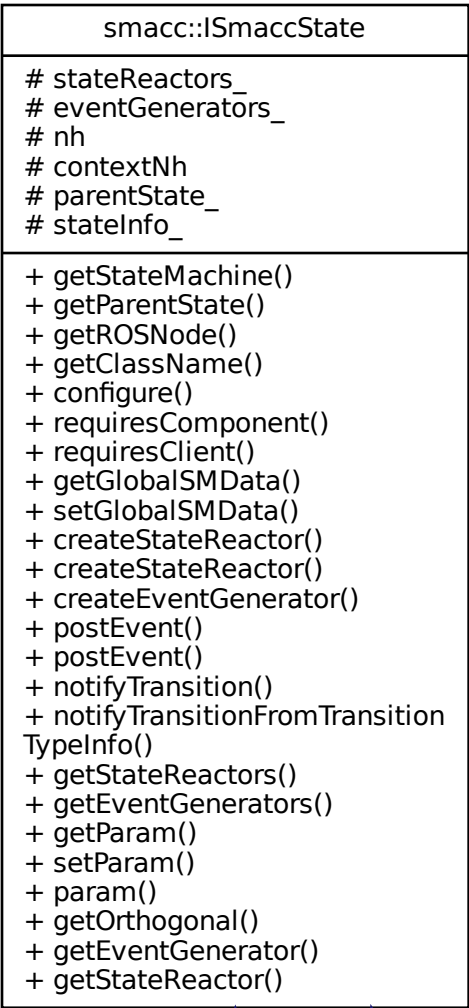 smacc::ISmaccState
# stateReactors_
# eventGenerators_
# nh
# contextNh
# parentState_
# stateInfo_
+ getStateMachine()
+ getParentState()
+ getROSNode()
+ getClassName()
+ configure()
+ requiresComponent()
+ requiresClient()
+ getGlobalSMData()
+ setGlobalSMData()
+ createStateReactor()
+ createStateReactor()
+ createEventGenerator()
+ postEvent()
+ postEvent()
+ notifyTransition()
+ notifyTransitionFromTransition
TypeInfo()
+ getStateReactors()
+ getEventGenerators()
+ getParam()
+ setParam()
+ param()
+ getOrthogonal()
+ getEventGenerator()
+ getStateReactor()